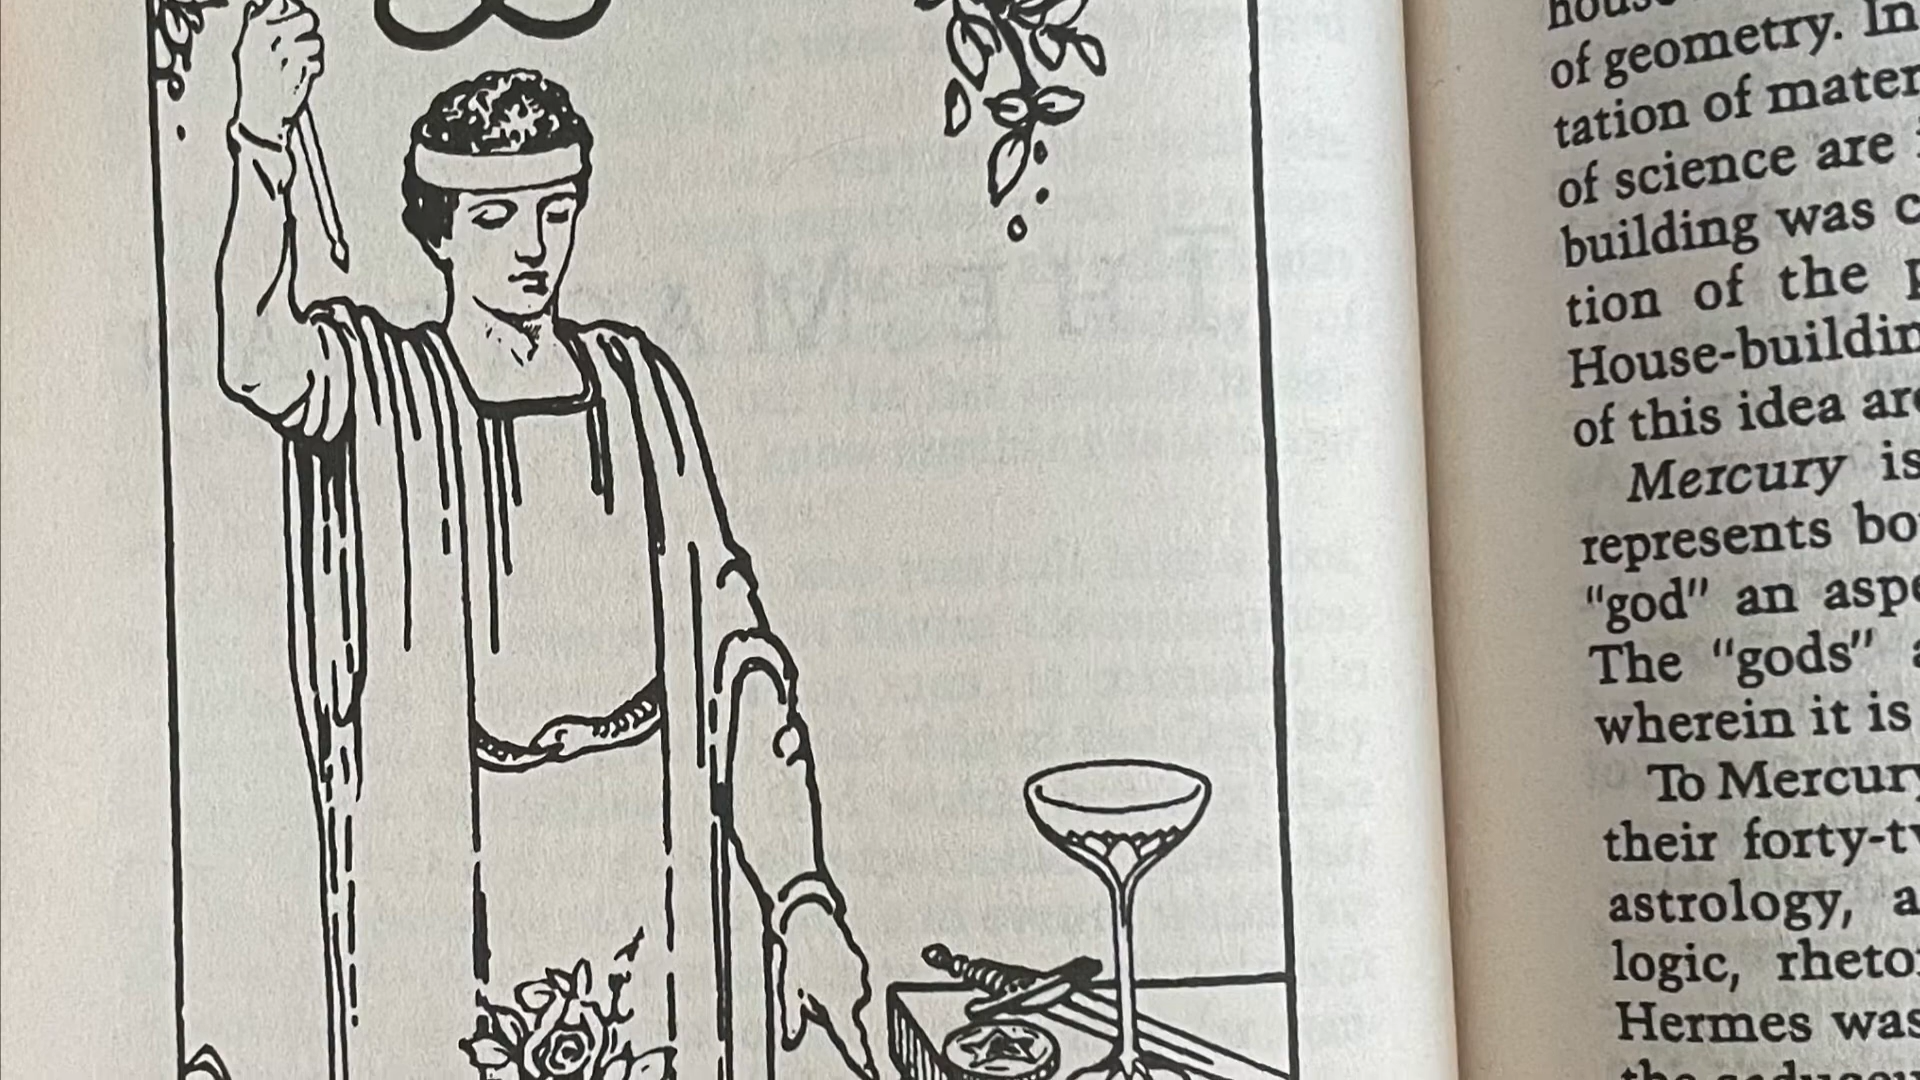 of geometry. In
tation of mater
of science are
building was c
tion of the p
House-buildin
of this idea are
Mercury is
represents bo
"god" an aspe
The "gods" a
wherein it is
To Mercury
their forty-tw
astrology, a
logic, rheto
Hermes was